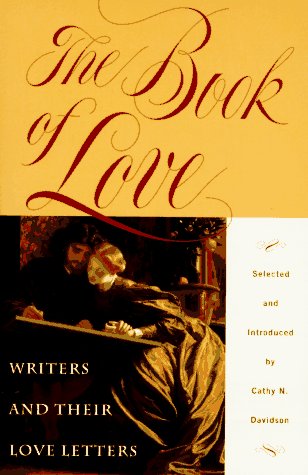 The Book
of Love
WRITERS
AND THEIR
LOVE LETTERS
Selected
and
Introduced
by
Cathy N.
Davidson